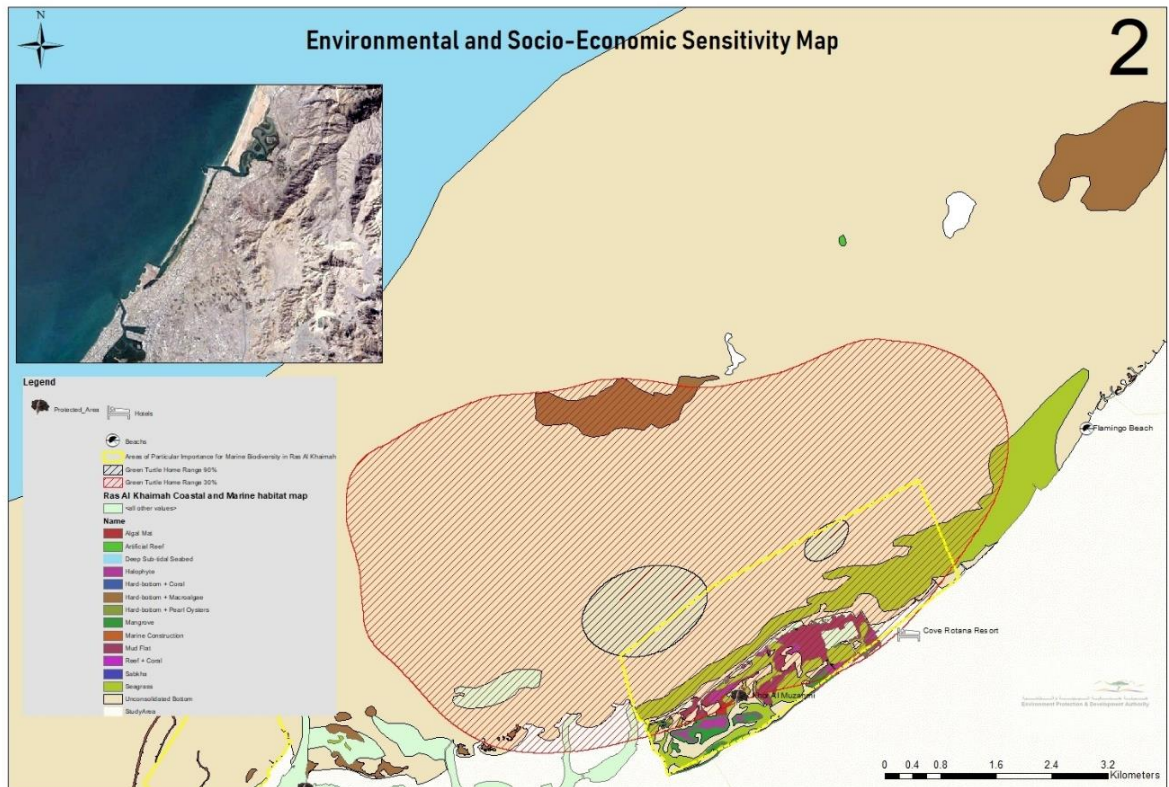 N
Environmental and Socio-Economic Sensitivity Map
2
Legend
Protected_Area
Hotels
Beachs
Areas of Particular Importance for Marine Biodiversity in Ras Al Khaimah
Green Turtle Home Range 90%
Green Turtle Home Range 30%
Ras Al Khaimah Coastal and Marine habitat map
<all other values>
Name
Algal Mat
Artificial Reef
Deep Sub-tidal Seabed
Halophyte
Hard-bottom + Coral
Hard-bottom + Macroalgae
Hard-bottom + Pearl Oysters
Mangrove
Marine Construction
Mud Flat
Reef + Coral
Sabkha
Seagrass
Unconsolidated Bottom
StudyArea
Flamingo Beach
Cove Rotana Resort
Environment Protection & Development Authority
0 0.4 0.8 1.6 2.4 3.2
Kilometers